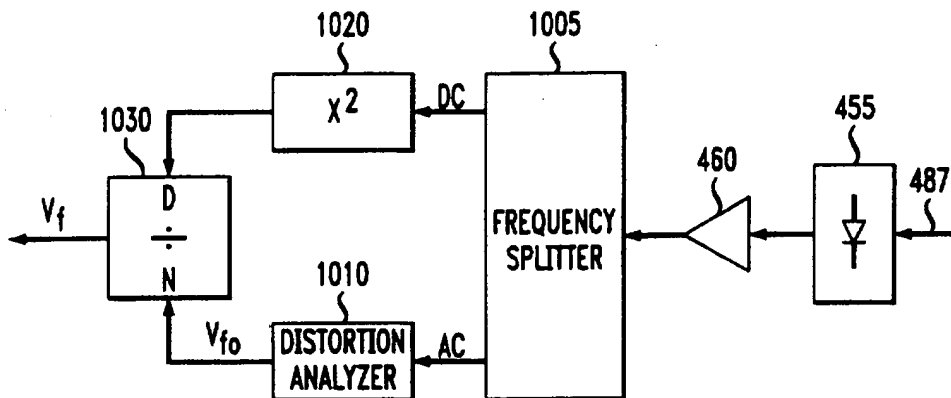 1020
1005
X²
DC
1030
455
460
487
D
÷
N
V_f
FREQUENCY
SPLITTER
1010
V_fo
DISTORTION
ANALYZER
AC